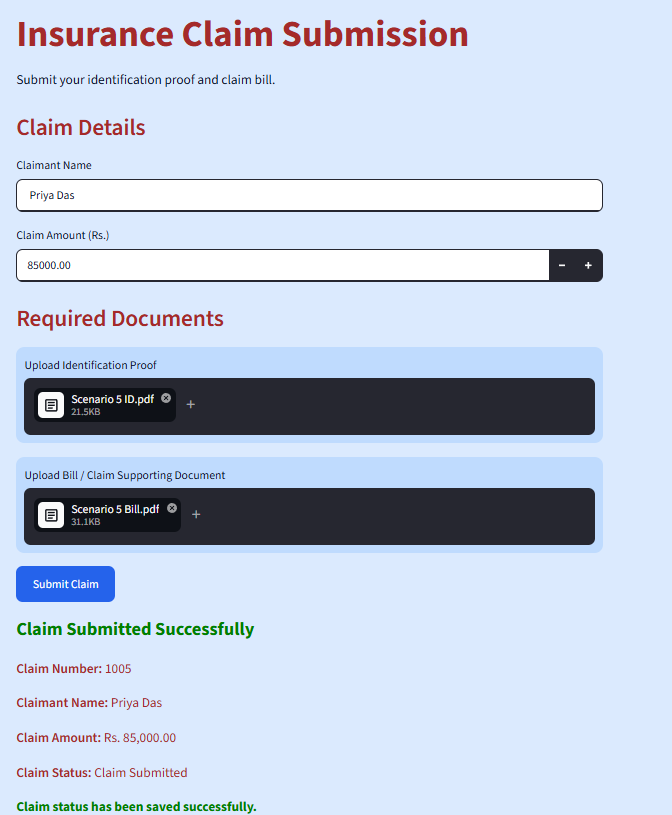 Insurance Claim Submission
Submit your identification proof and claim bill.
Claim Details
Claimant Name
Priya Das
Claim Amount (Rs.)
85000.00 − +
Required Documents
Upload Identification Proof
Scenario 5 ID.pdf
21.5KB
+
Upload Bill / Claim Supporting Document
Scenario 5 Bill.pdf
31.1KB
+
Submit Claim
Claim Submitted Successfully
Claim Number: 1005
Claimant Name: Priya Das
Claim Amount: Rs. 85,000.00
Claim Status: Claim Submitted
Claim status has been saved successfully.